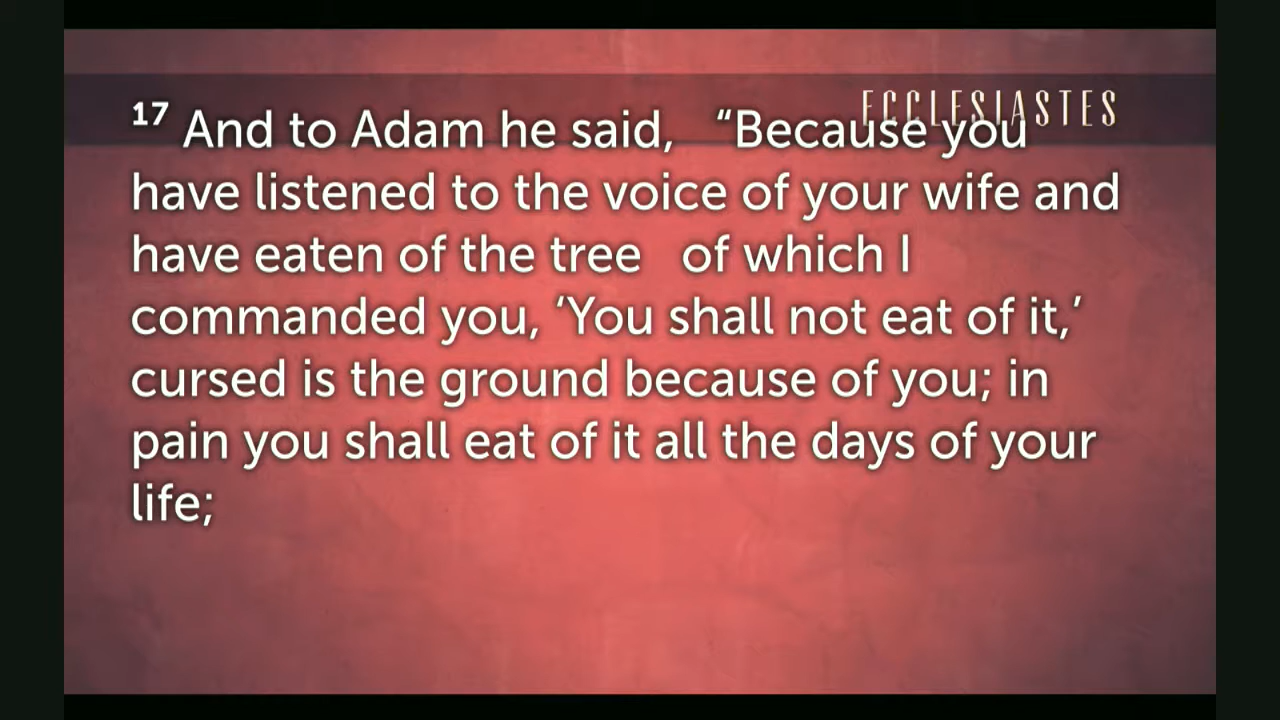 ECCLESIASTES
17 And to Adam he said, “Because you
have listened to the voice of your wife and
have eaten of the tree of which I
commanded you, ‘You shall not eat of it,’
cursed is the ground because of you; in
pain you shall eat of it all the days of your
life;